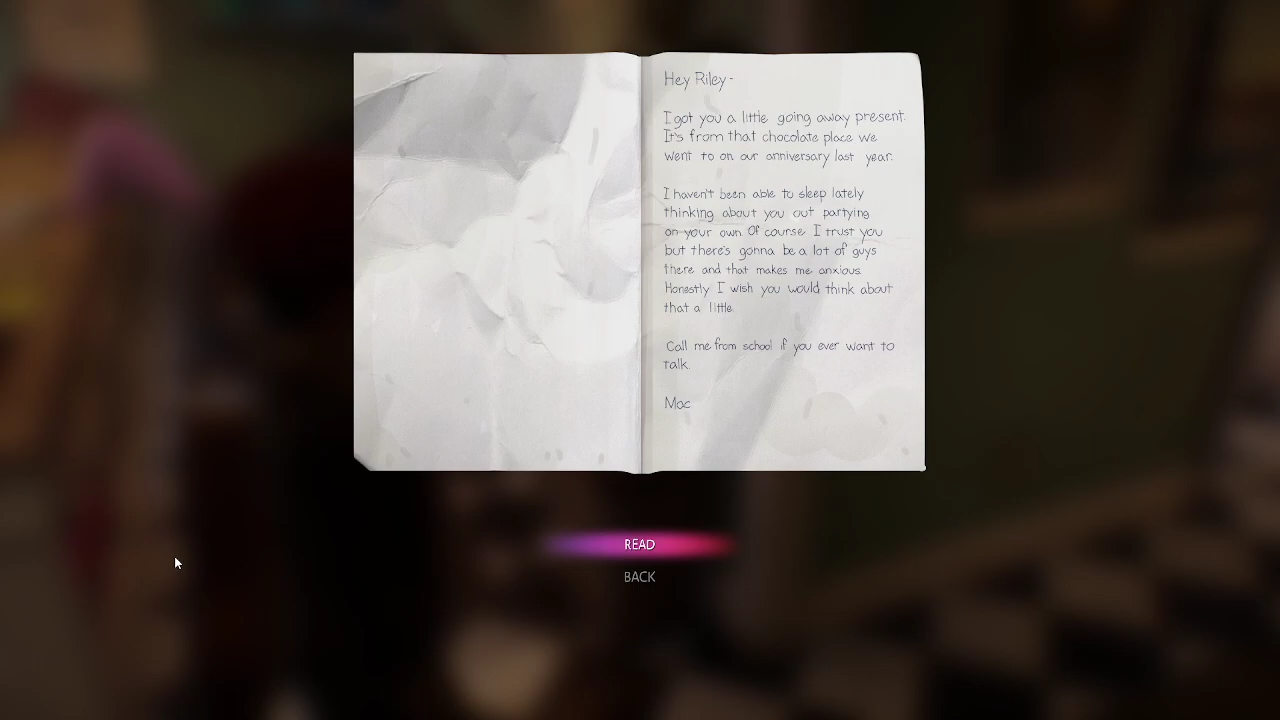 Hey Riley-
I got you a little going away present.
It's from that chocolate place we
went to on our anniversary last year.
I haven't been able to sleep lately
thinking about you out partying
on your own. Of course I trust you
but there's gonna be a lot of guys
there and that makes me anxious.
Honestly I wish you would think about
that a little.
Call me from school if you ever want to
talk.
Mac
READ
BACK